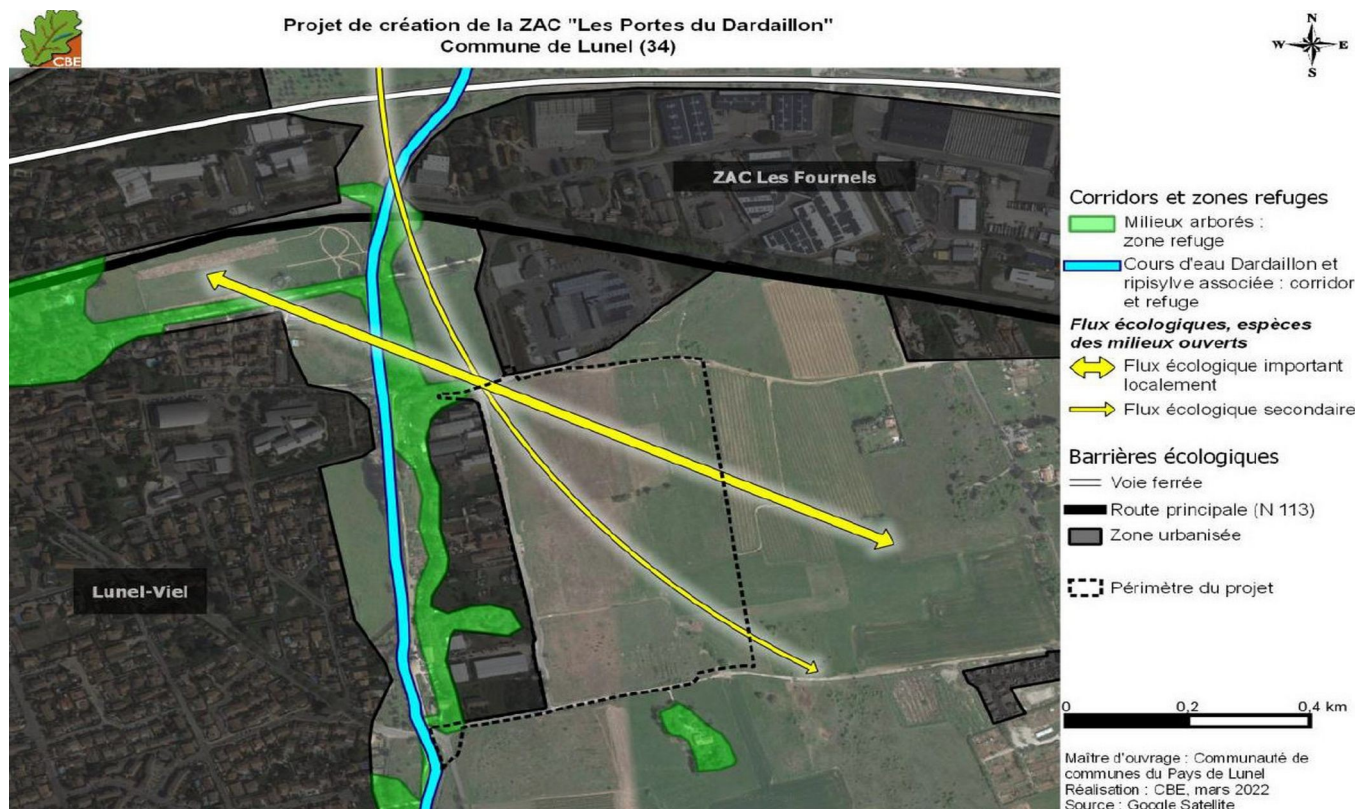 Projet de création de la ZAC "Les Portes du Dardaillon"
Commune de Lunel (34)
CBE
N
W E
S
ZAC Les Fournels
Lunel-Viel
Corridors et zones refuges
Milieux arborés :
zone refuge
Cours d'eau Dardaillon et
ripisylve associée : corridor
et refuge
Flux écologiques, espèces
des milieux ouverts
Flux écologique important
localement
Flux écologique secondaire
Barrières écologiques
Voie ferrée
Route principale (N 113)
Zone urbanisée
Périmètre du projet
0 0,2 0,4 km
Maître d'ouvrage : Communauté de
communes du Pays de Lunel
Réalisation : CBE, mars 2022
Source : Google Satellite